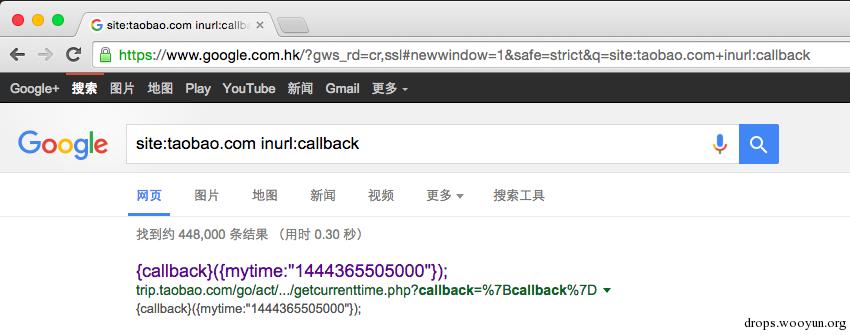 site:taobao.com inurl:callba
https://www.google.com.hk/?gws_rd=cr,ssl#newwindow=1&safe=strict&q=site:taobao.com+inurl:callback
Google+ 搜索 图片 地图 Play YouTube 新闻 Gmail 更多
Google site:taobao.com inurl:callback
网页 图片 地图 新闻 视频 更多 搜索工具
找到约 448,000 条结果 （用时 0.30 秒）
{callback}({mytime:"1444365505000"});
trip.taobao.com/go/act/.../getcurrenttime.php?callback=%7Bcallback%7D
{callback}({mytime:"1444365505000"});
drops.wooyun.org